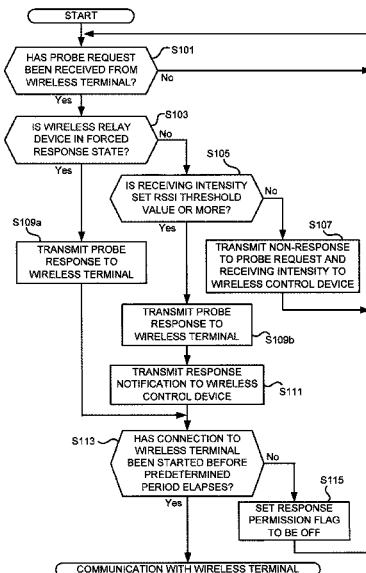 START
S101
HAS PROBE REQUEST
BEEN RECEIVED FROM
WIRELESS TERMINAL?
No
Yes
S103
IS WIRELESS RELAY
DEVICE IN FORCED
RESPONSE STATE?
No
Yes
S105
IS RECEIVING INTENSITY
SET RSSI THRESHOLD
VALUE OR MORE?
No
Yes
S107
TRANSMIT NON-RESPONSE
TO PROBE REQUEST AND
RECEIVING INTENSITY TO
WIRELESS CONTROL DEVICE
S109a
TRANSMIT PROBE
RESPONSE TO
WIRELESS TERMINAL
TRANSMIT PROBE
RESPONSE TO
WIRELESS TERMINAL
S109b
TRANSMIT RESPONSE
NOTIFICATION TO WIRELESS
CONTROL DEVICE
S111
S113
HAS CONNECTION TO
WIRELESS TERMINAL
BEEN STARTED BEFORE
PREDETERMINED
PERIOD ELAPSES?
No
Yes
S115
SET RESPONSE
PERMISSION FLAG
TO BE OFF
COMMUNICATION WITH WIRELESS TERMINAL